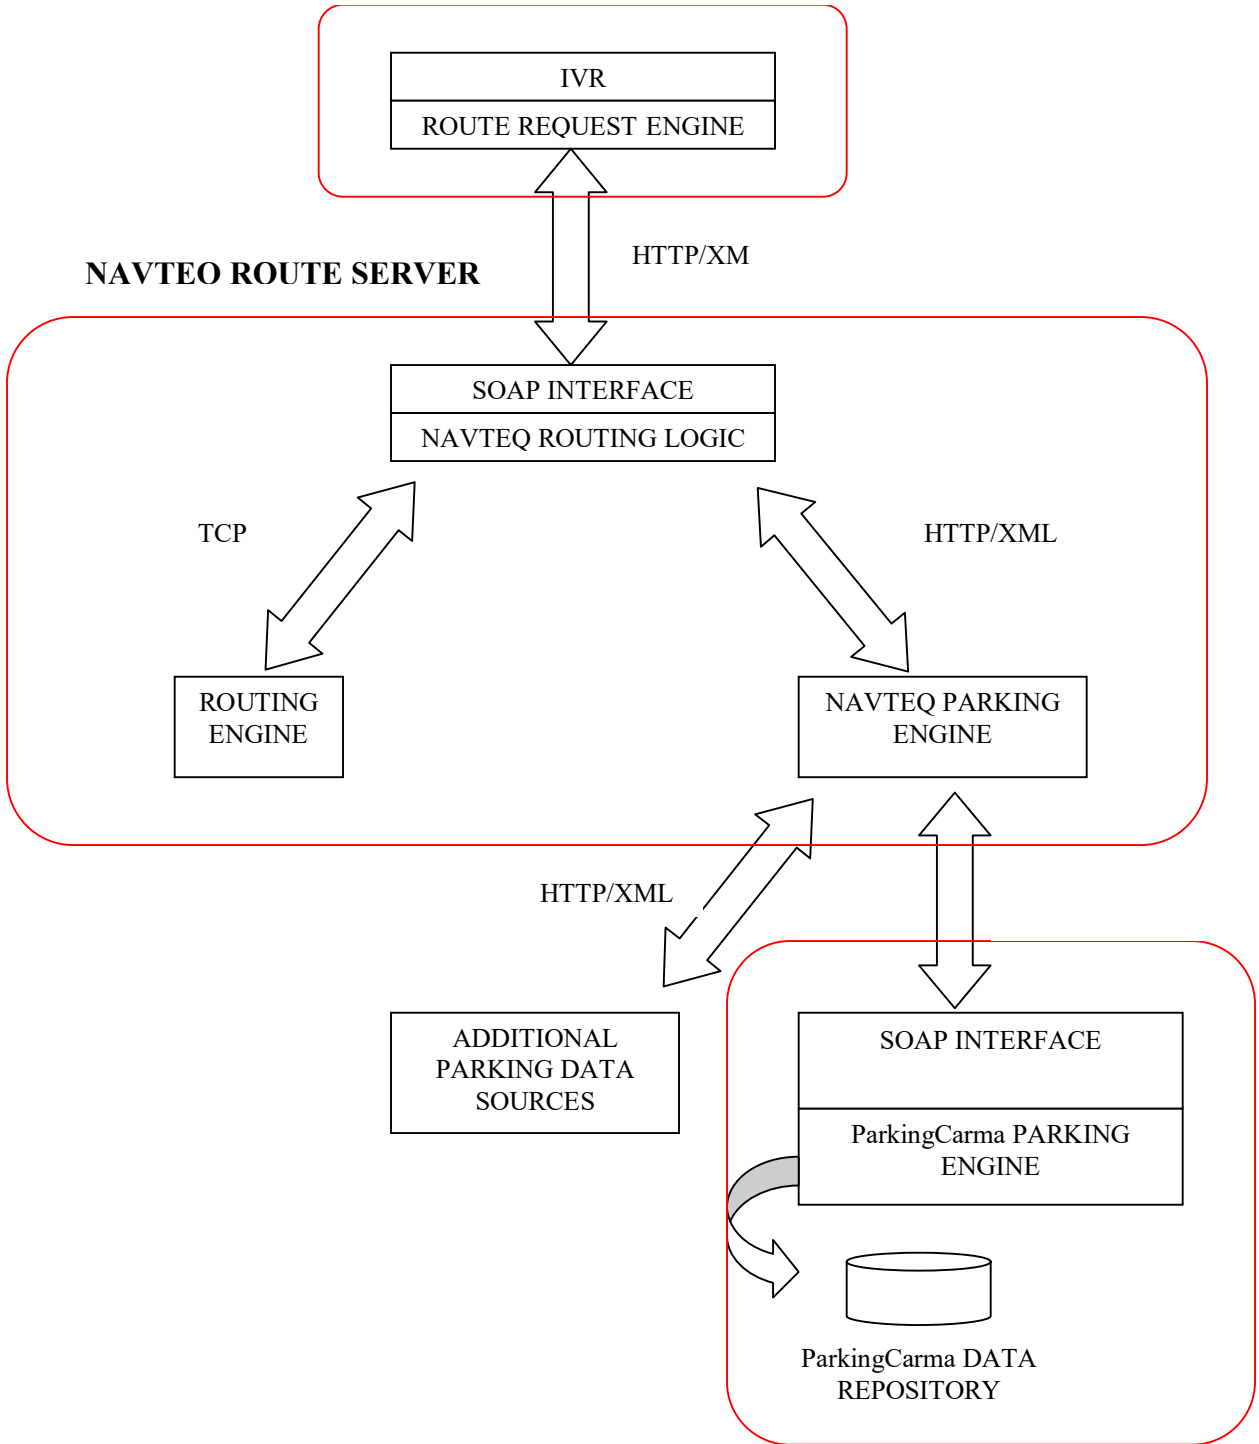 IVR
ROUTE REQUEST ENGINE
HTTP/XM
NAVTEO ROUTE SERVER
SOAP INTERFACE
NAVTEQ ROUTING LOGIC
TCP
HTTP/XML
ROUTING
ENGINE
NAVTEQ PARKING
ENGINE
HTTP/XML
ADDITIONAL
PARKING DATA
SOURCES
SOAP INTERFACE
ParkingCarma PARKING
ENGINE
ParkingCarma DATA
REPOSITORY